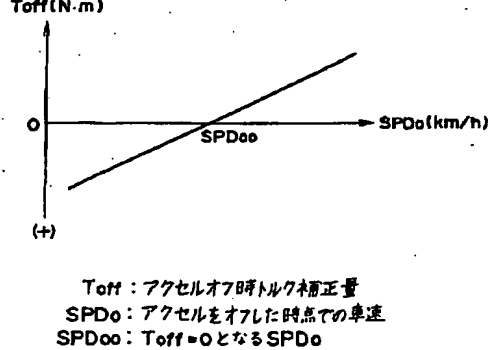 Toff(N·m)
O
SPDo(km/h)
SPDoo
(+)
Toff：アクセルオフ時トルク補正量
SPDo：アクセルをオフした時点での車速
SPDoo：Toff=0となるSPDo